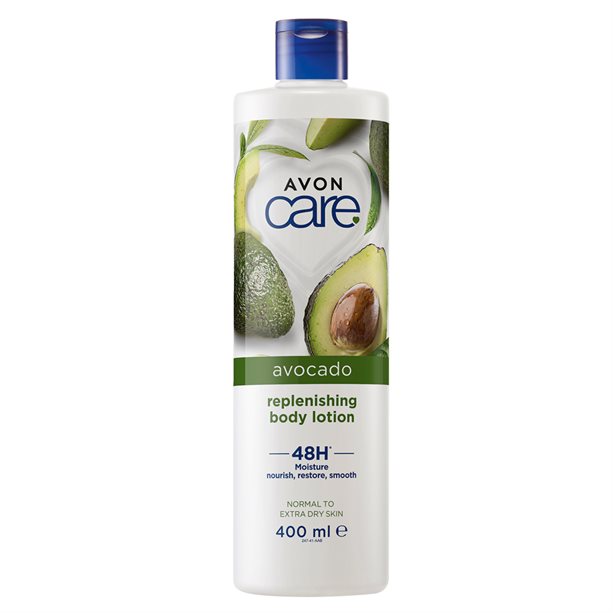 AVON
care
avocado
replenishing
body lotion
48H*
Moisture
nourish, restore, smooth
NORMAL TO
EXTRA DRY SKIN
400 ml ℮